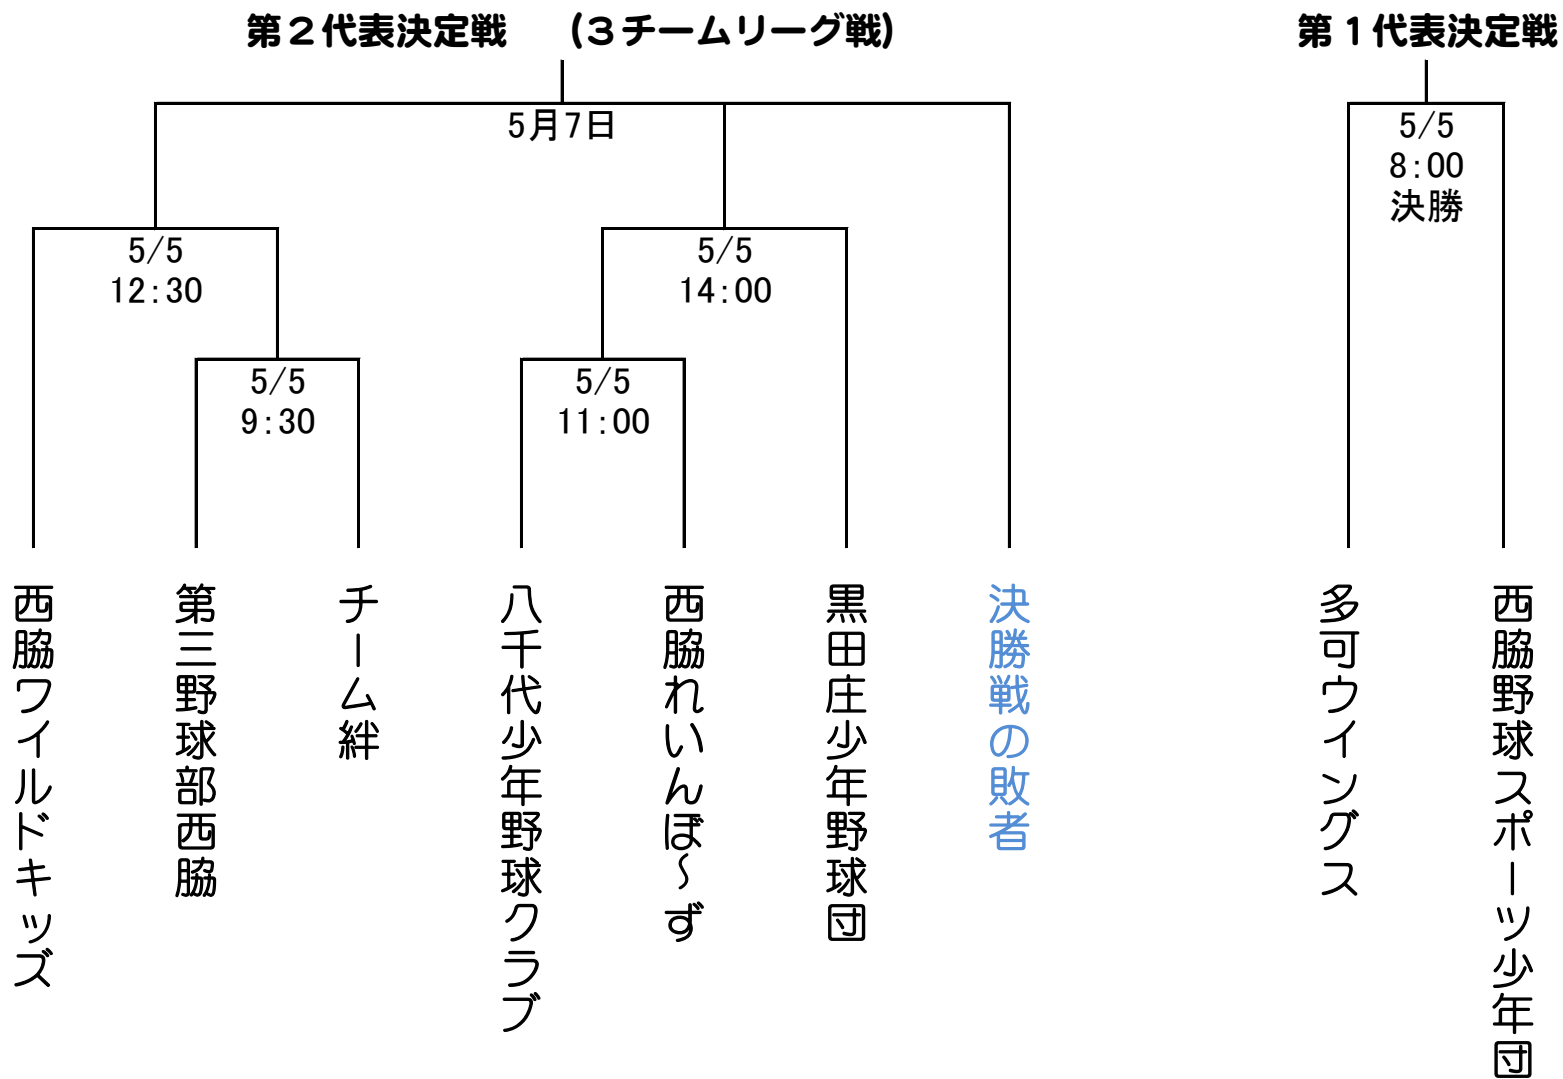 第２代表決定戦　（３チームリーグ戦）
第１代表決定戦
5月7日
5/5
8:00
決勝
5/5
12:30
5/5
14:00
5/5
9:30
5/5
11:00
西脇ワイルドキッズ
第三野球部西脇
チーム絆
八千代少年野球クラブ
西脇れいんぼ～ず
黒田庄少年野球団
決勝戦の敗者
多可ウイングス
西脇野球スポーツ少年団